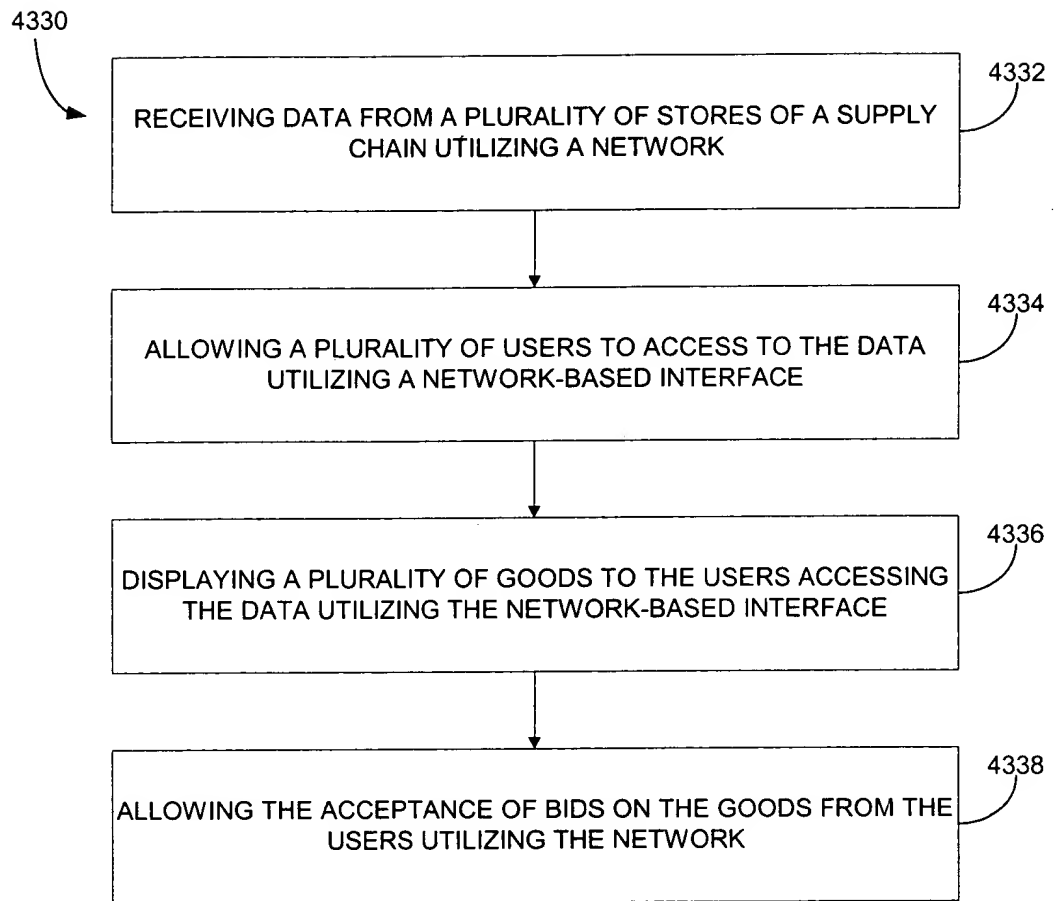 4330
4332
RECEIVING DATA FROM A PLURALITY OF STORES OF A SUPPLY
CHAIN UTILIZING A NETWORK
4334
ALLOWING A PLURALITY OF USERS TO ACCESS TO THE DATA
UTILIZING A NETWORK-BASED INTERFACE
4336
DISPLAYING A PLURALITY OF GOODS TO THE USERS ACCESSING
THE DATA UTILIZING THE NETWORK-BASED INTERFACE
4338
ALLOWING THE ACCEPTANCE OF BIDS ON THE GOODS FROM THE
USERS UTILIZING THE NETWORK